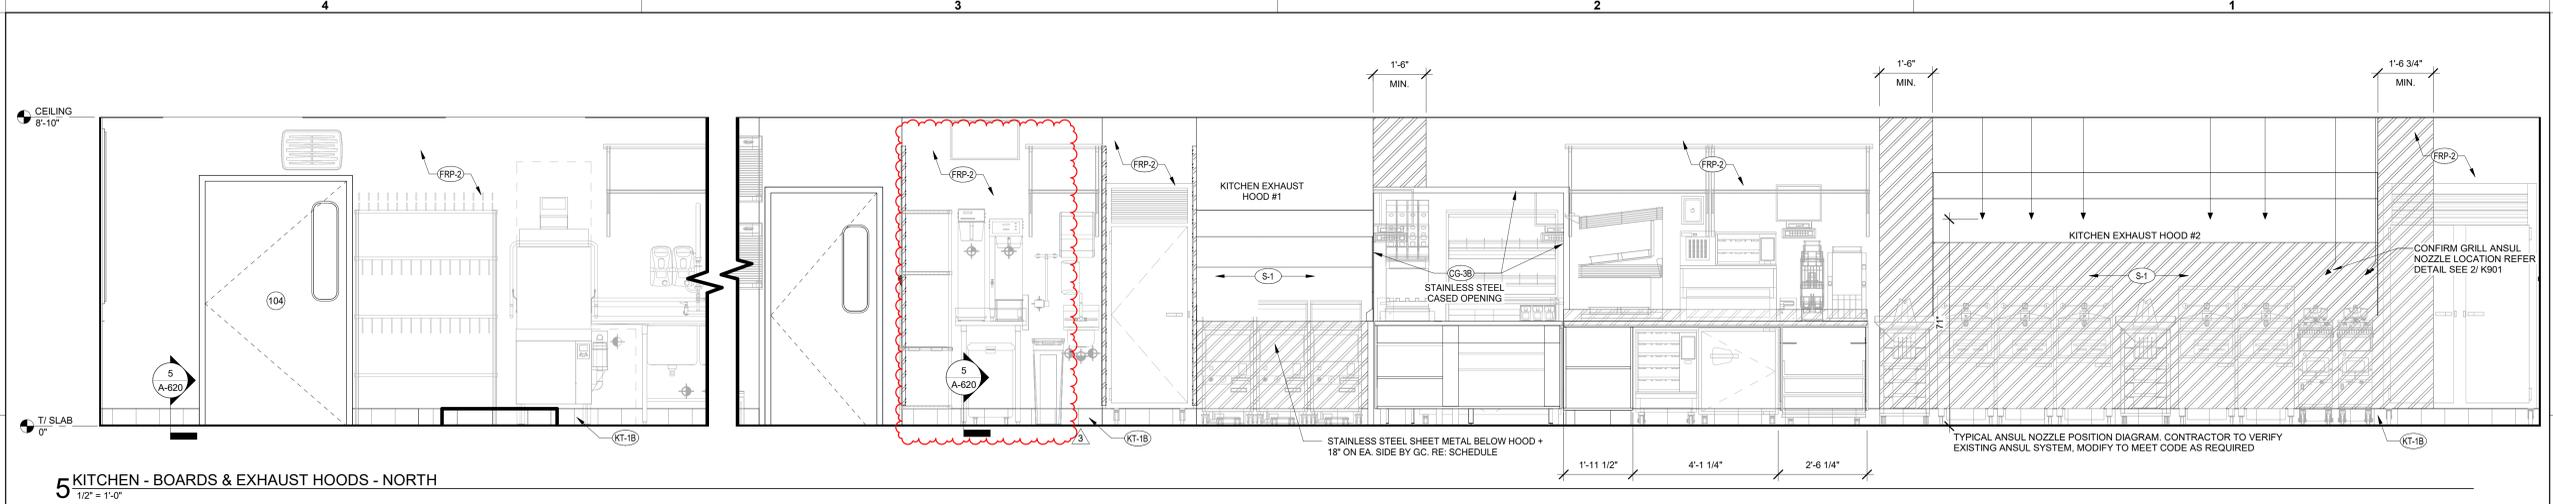 4
3
2
1
1'-6"
MIN.
1'-6"
MIN.
1'-6 3/4"
MIN.
CEILING
8'-10"
FRP-2
FRP-2
FRP-2
FRP-2
FRP-2
KITCHEN EXHAUST
HOOD #1
KITCHEN EXHAUST HOOD #2
CONFIRM GRILL ANSUL
NOZZLE LOCATION REFER
DETAIL SEE 2/ K901
S-1
CG-3B
STAINLESS STEEL
CASED OPENING
S-1
104
71"
5
A-620
5
A-620
T/ SLAB
0"
KT-1B
3
KT-1B
STAINLESS STEEL SHEET METAL BELOW HOOD +
18" ON EA. SIDE BY GC. RE: SCHEDULE
TYPICAL ANSUL NOZZLE POSITION DIAGRAM. CONTRACTOR TO VERIFY
EXISTING ANSUL SYSTEM, MODIFY TO MEET CODE AS REQUIRED
KT-1B
1'-11 1/2"
4'-1 1/4"
2'-6 1/4"
5 KITCHEN - BOARDS & EXHAUST HOODS - NORTH
1/2" = 1'-0"